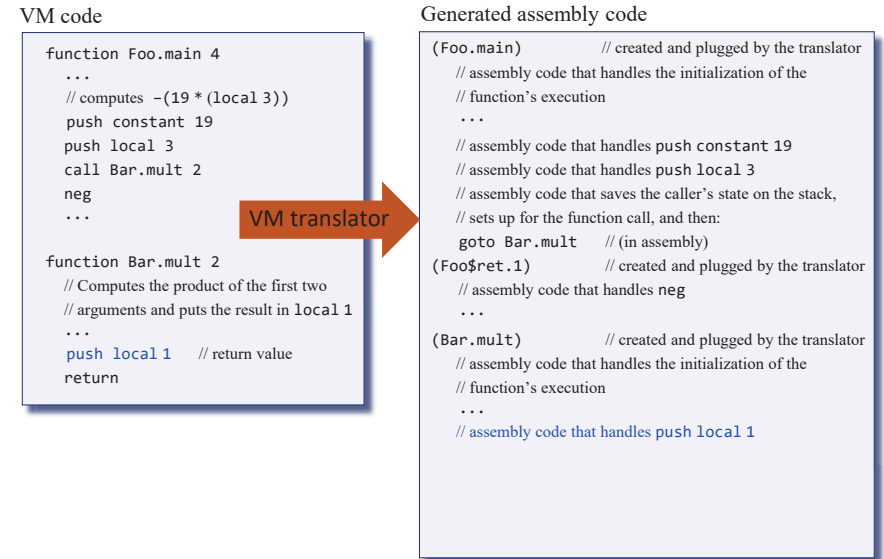 VM code
function Foo.main 4
...
// computes -(19 * (local 3))
push constant 19
push local 3
call Bar.mult 2
neg
...
function Bar.mult 2
// Computes the product of the first two
// arguments and puts the result in local 1
...
push local 1 // return value
return
VM translator
Generated assembly code
(Foo.main) // created and plugged by the translator
// assembly code that handles the initialization of the
// function's execution
...
// assembly code that handles push constant 19
// assembly code that handles push local 3
// assembly code that saves the caller's state on the stack,
// sets up for the function call, and then:
goto Bar.mult // (in assembly)
(Foo$ret.1) // created and plugged by the translator
// assembly code that handles neg
...
(Bar.mult) // created and plugged by the translator
// assembly code that handles the initialization of the
// function's execution
...
// assembly code that handles push local 1